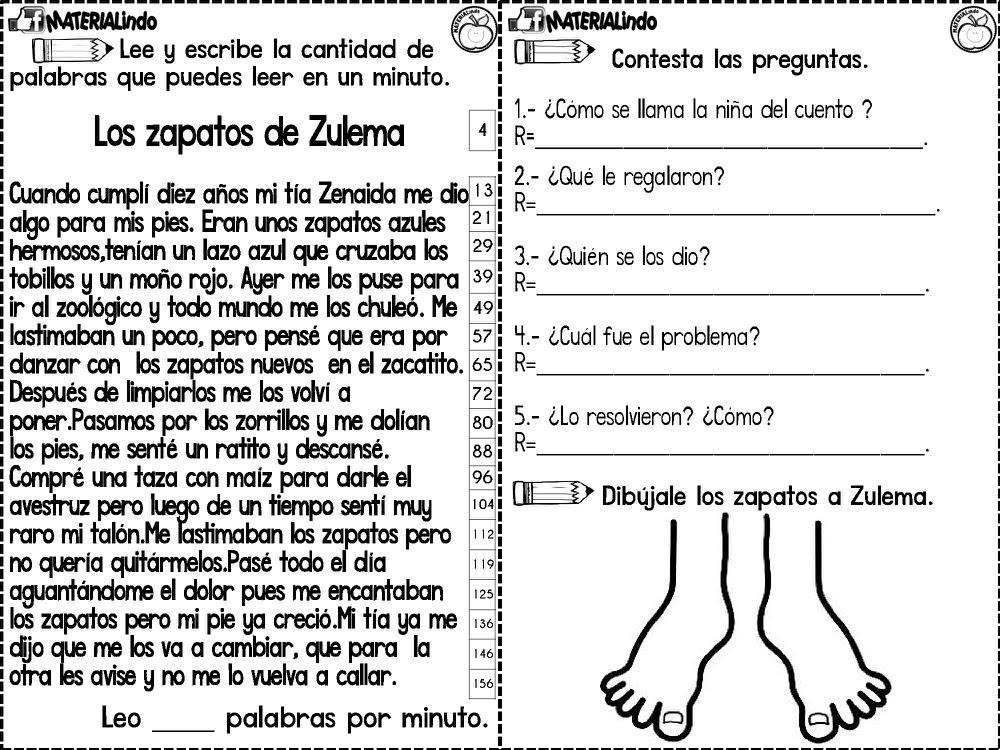 MATERIALindo
Lee y escribe la cantidad de
palabras que puedes leer en un minuto.
Los zapatos de Zulema 4
Cuando cumplí diez años mi tía Zenaida me dio 13
algo para mis pies. Eran unos zapatos azules 21
hermosos,tenían un lazo azul que cruzaba los 29
tobillos y un moño rojo. Ayer me los puse para 39
ir al zoológico y todo mundo me los chuleó. Me 49
lastimaban un poco, pero pensé que era por 57
danzar con los zapatos nuevos en el zacatito. 65
Después de limpiarlos me los volví a 72
poner.Pasamos por los zorrillos y me dolían 80
los pies, me senté un ratito y descansé. 88
Compré una taza con maíz para darle el 96
avestruz pero luego de un tiempo sentí muy 104
raro mi talón.Me lastimaban los zapatos pero 112
no quería quitármelos.Pasé todo el día 119
aguantándome el dolor pues me encantaban 125
los zapatos pero mi pie ya creció.Mi tía ya me 136
dijo que me los va a cambiar, que para la 146
otra les avise y no me lo vuelva a callar. 156
Leo ____ palabras por minuto.
MATERIALindo
Contesta las preguntas.
1.- ¿Cómo se llama la niña del cuento ?
R=______________________________.
2.- ¿Qué le regalaron?
R=______________________________.
3.- ¿Quién se los dio?
R=______________________________.
4.- ¿Cuál fue el problema?
R=______________________________.
5.- ¿Lo resolvieron? ¿Cómo?
R=______________________________.
Dibújale los zapatos a Zulema.